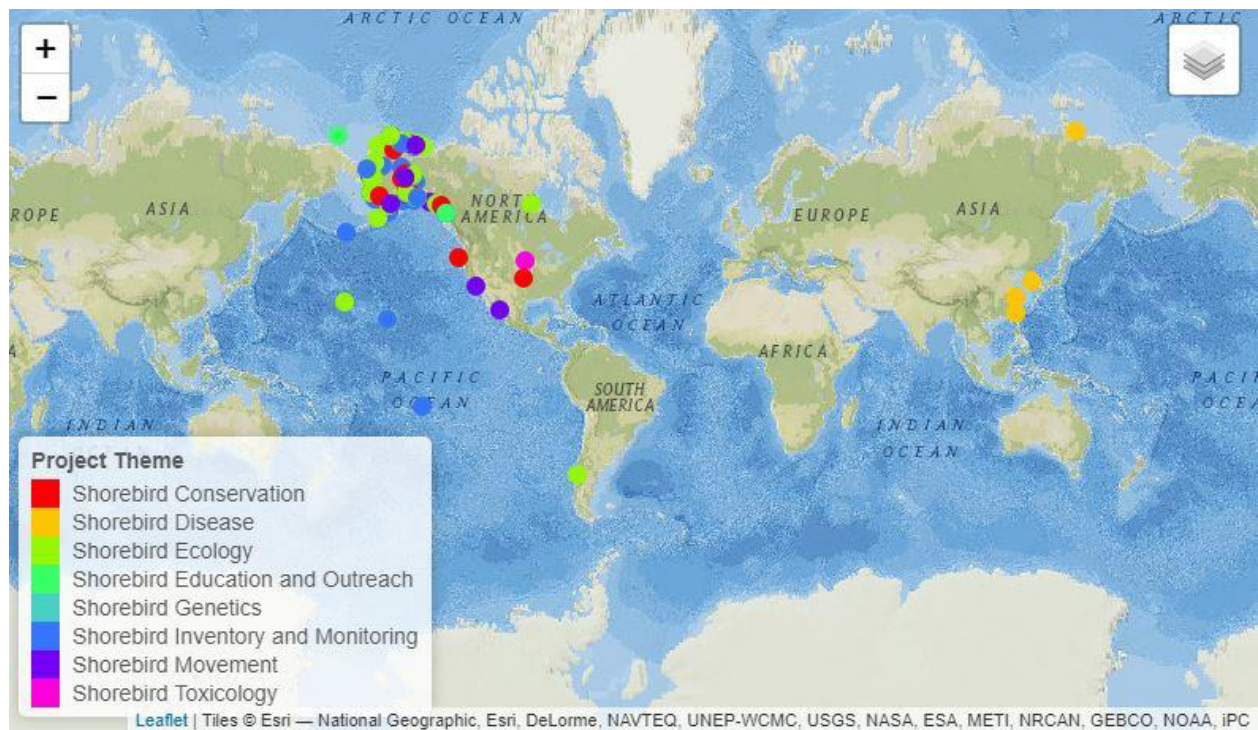 ARCTIC OCEAN
ARCTIC
+
−
NORTH
AMERICA
ROPE
ASIA
EUROPE
ASIA
ATLANTIC
OCEAN
A
AFRICA
PACIFIC
OCEAN
SOUTH
AMERICA
PACI
OCEA
INDIAN
INDIAN
OCEAN
Project Theme
Shorebird Conservation
Shorebird Disease
Shorebird Ecology
Shorebird Education and Outreach
Shorebird Genetics
Shorebird Inventory and Monitoring
Shorebird Movement
Shorebird Toxicology
Leaflet | Tiles © Esri — National Geographic, Esri, DeLorme, NAVTEQ, UNEP-WCMC, USGS, NASA, ESA, METI, NRCAN, GEBCO, NOAA, iPC